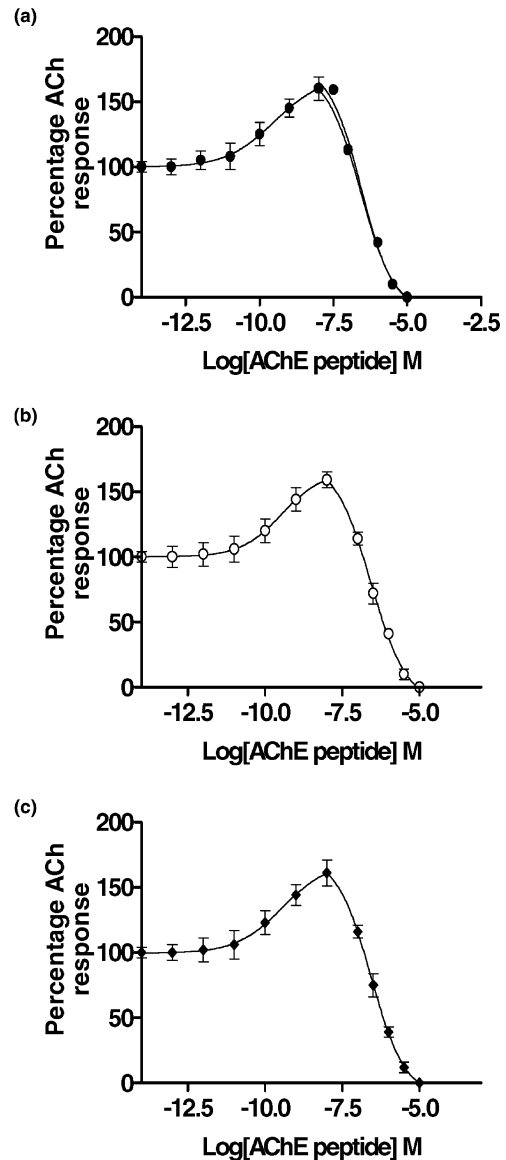 (a)
200
150
100
50
0
Percentage ACh
response
-12.5 -10.0 -7.5 -5.0 -2.5
Log[AChE peptide] M
(b)
200
150
100
50
0
Percentage ACh
response
-12.5 -10.0 -7.5 -5.0
Log[AChE peptide] M
(c)
200
150
100
50
0
Percentage ACh
response
-12.5 -10.0 -7.5 -5.0
Log[AChE peptide] M